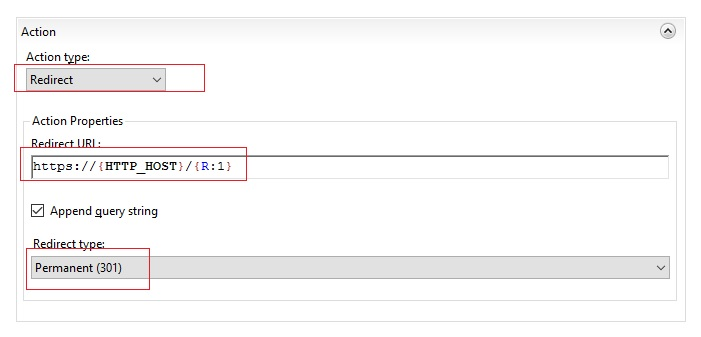 Action
Action type:
Redirect
Action Properties
Redirect URL:
https://{HTTP_HOST}/{R:1}
Append query string
Redirect type:
Permanent (301)